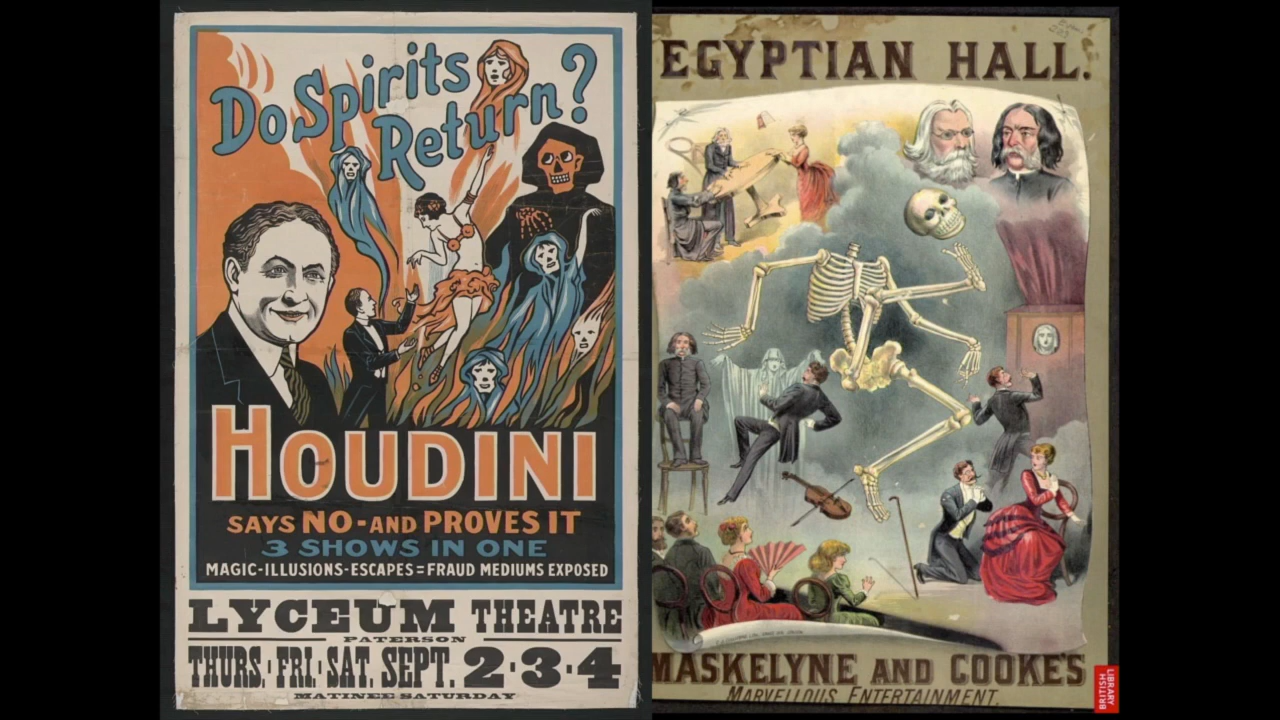 Do Spirits
Return?
HOUDINI
SAYS NO-AND PROVES IT
3 SHOWS IN ONE
MAGIC-ILLUSIONS-ESCAPES=FRAUD MEDIUMS EXPOSED
LYCEUM THEATRE
PATERSON
THURS. FRI. SAT. SEPT. 2·3·4
MATINEE SATURDAY
EGYPTIAN HALL.
MASKELYNE AND COOKE'S
MARVELLOUS ENTERTAINMENT.
BRITISH
LIBRARY